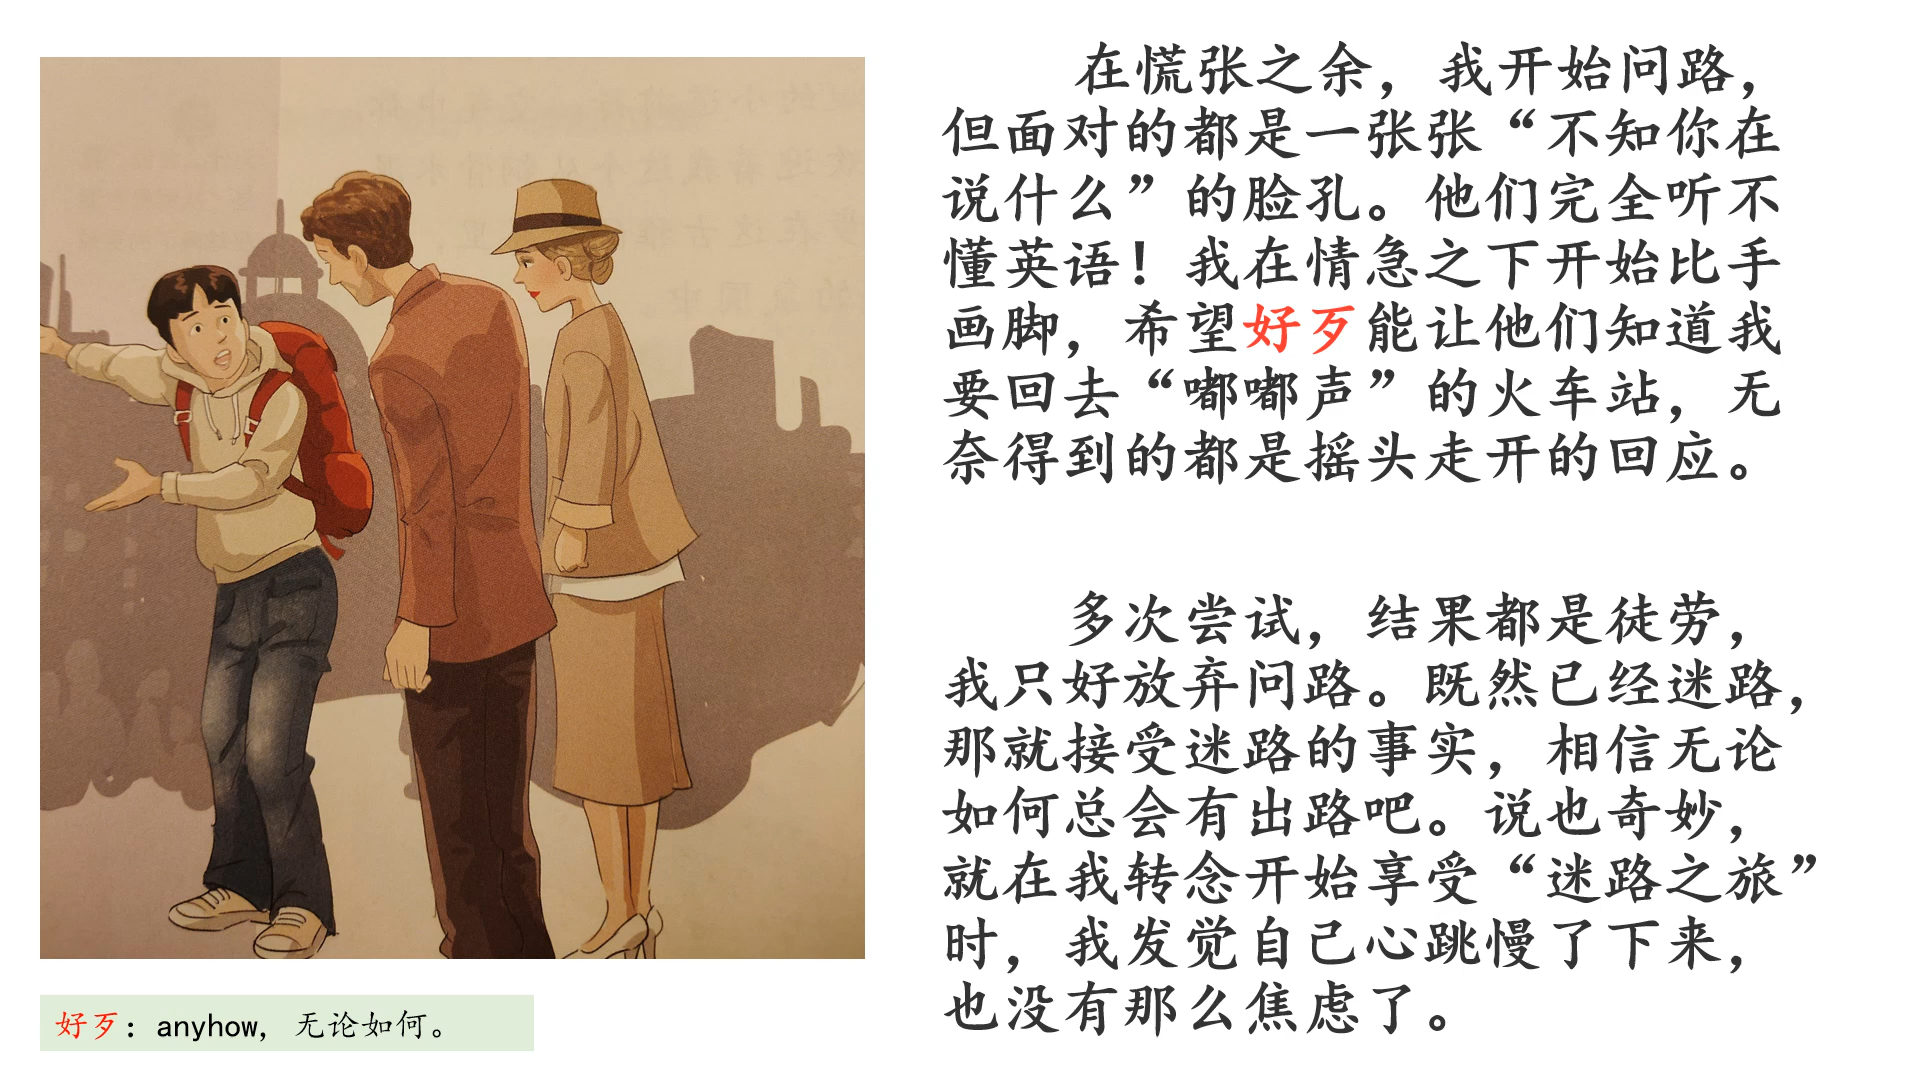 在慌张之余，我开始问路，
但面对的都是一张张“不知你在
说什么”的脸孔。他们完全听不
懂英语！我在情急之下开始比手
画脚，希望好歹能让他们知道我
要回去“嘟嘟声”的火车站，无
奈得到的都是摇头走开的回应。
多次尝试，结果都是徒劳，
我只好放弃问路。既然已经迷路，
那就接受迷路的事实，相信无论
如何总会有出路吧。说也奇妙，
就在我转念开始享受“迷路之旅”
时，我发觉自己心跳慢了下来，
也没有那么焦虑了。
好歹：anyhow, 无论如何。